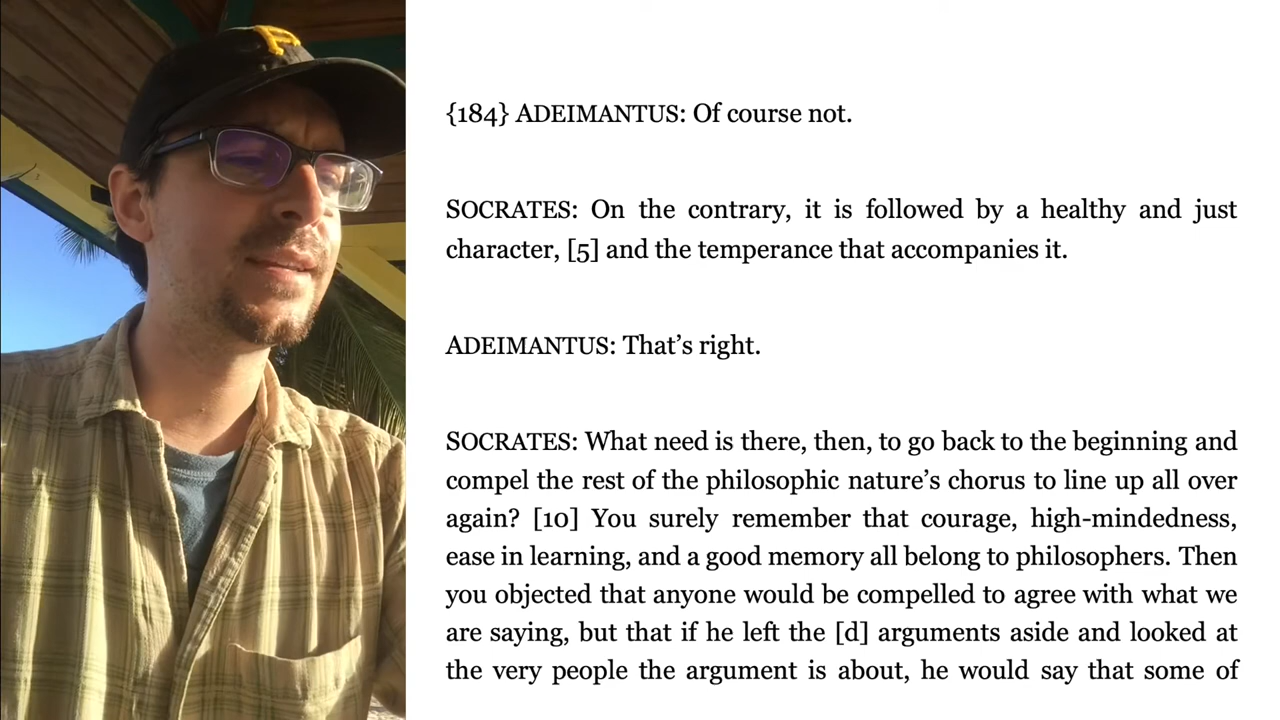 P
{184} ADEIMANTUS: Of course not.
SOCRATES: On the contrary, it is followed by a healthy and just
character, [5] and the temperance that accompanies it.
ADEIMANTUS: That’s right.
SOCRATES: What need is there, then, to go back to the beginning and
compel the rest of the philosophic nature’s chorus to line up all over
again? [10] You surely remember that courage, high-mindedness,
ease in learning, and a good memory all belong to philosophers. Then
you objected that anyone would be compelled to agree with what we
are saying, but that if he left the [d] arguments aside and looked at
the very people the argument is about, he would say that some of